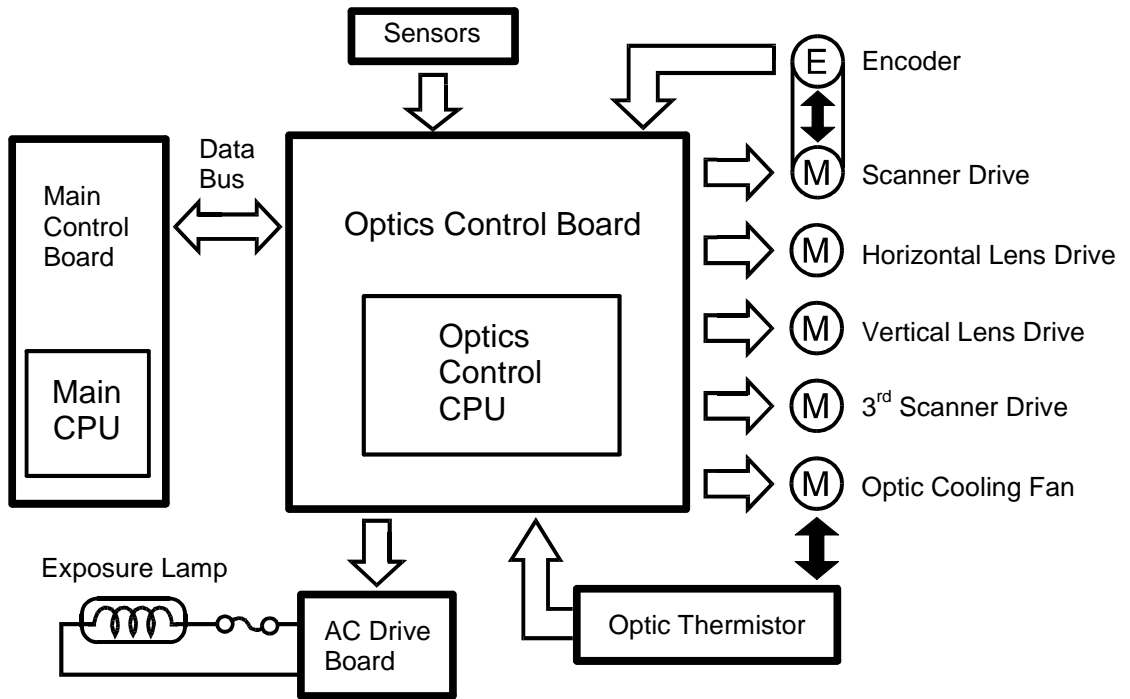 Sensors
E
Encoder
Data
Bus
M
Scanner Drive
Main
Control
Board
Optics Control Board
M
Horizontal Lens Drive
Optics
Control
CPU
M
Vertical Lens Drive
Main
CPU
M
3rd Scanner Drive
M
Optic Cooling Fan
Exposure Lamp
AC Drive
Board
Optic Thermistor